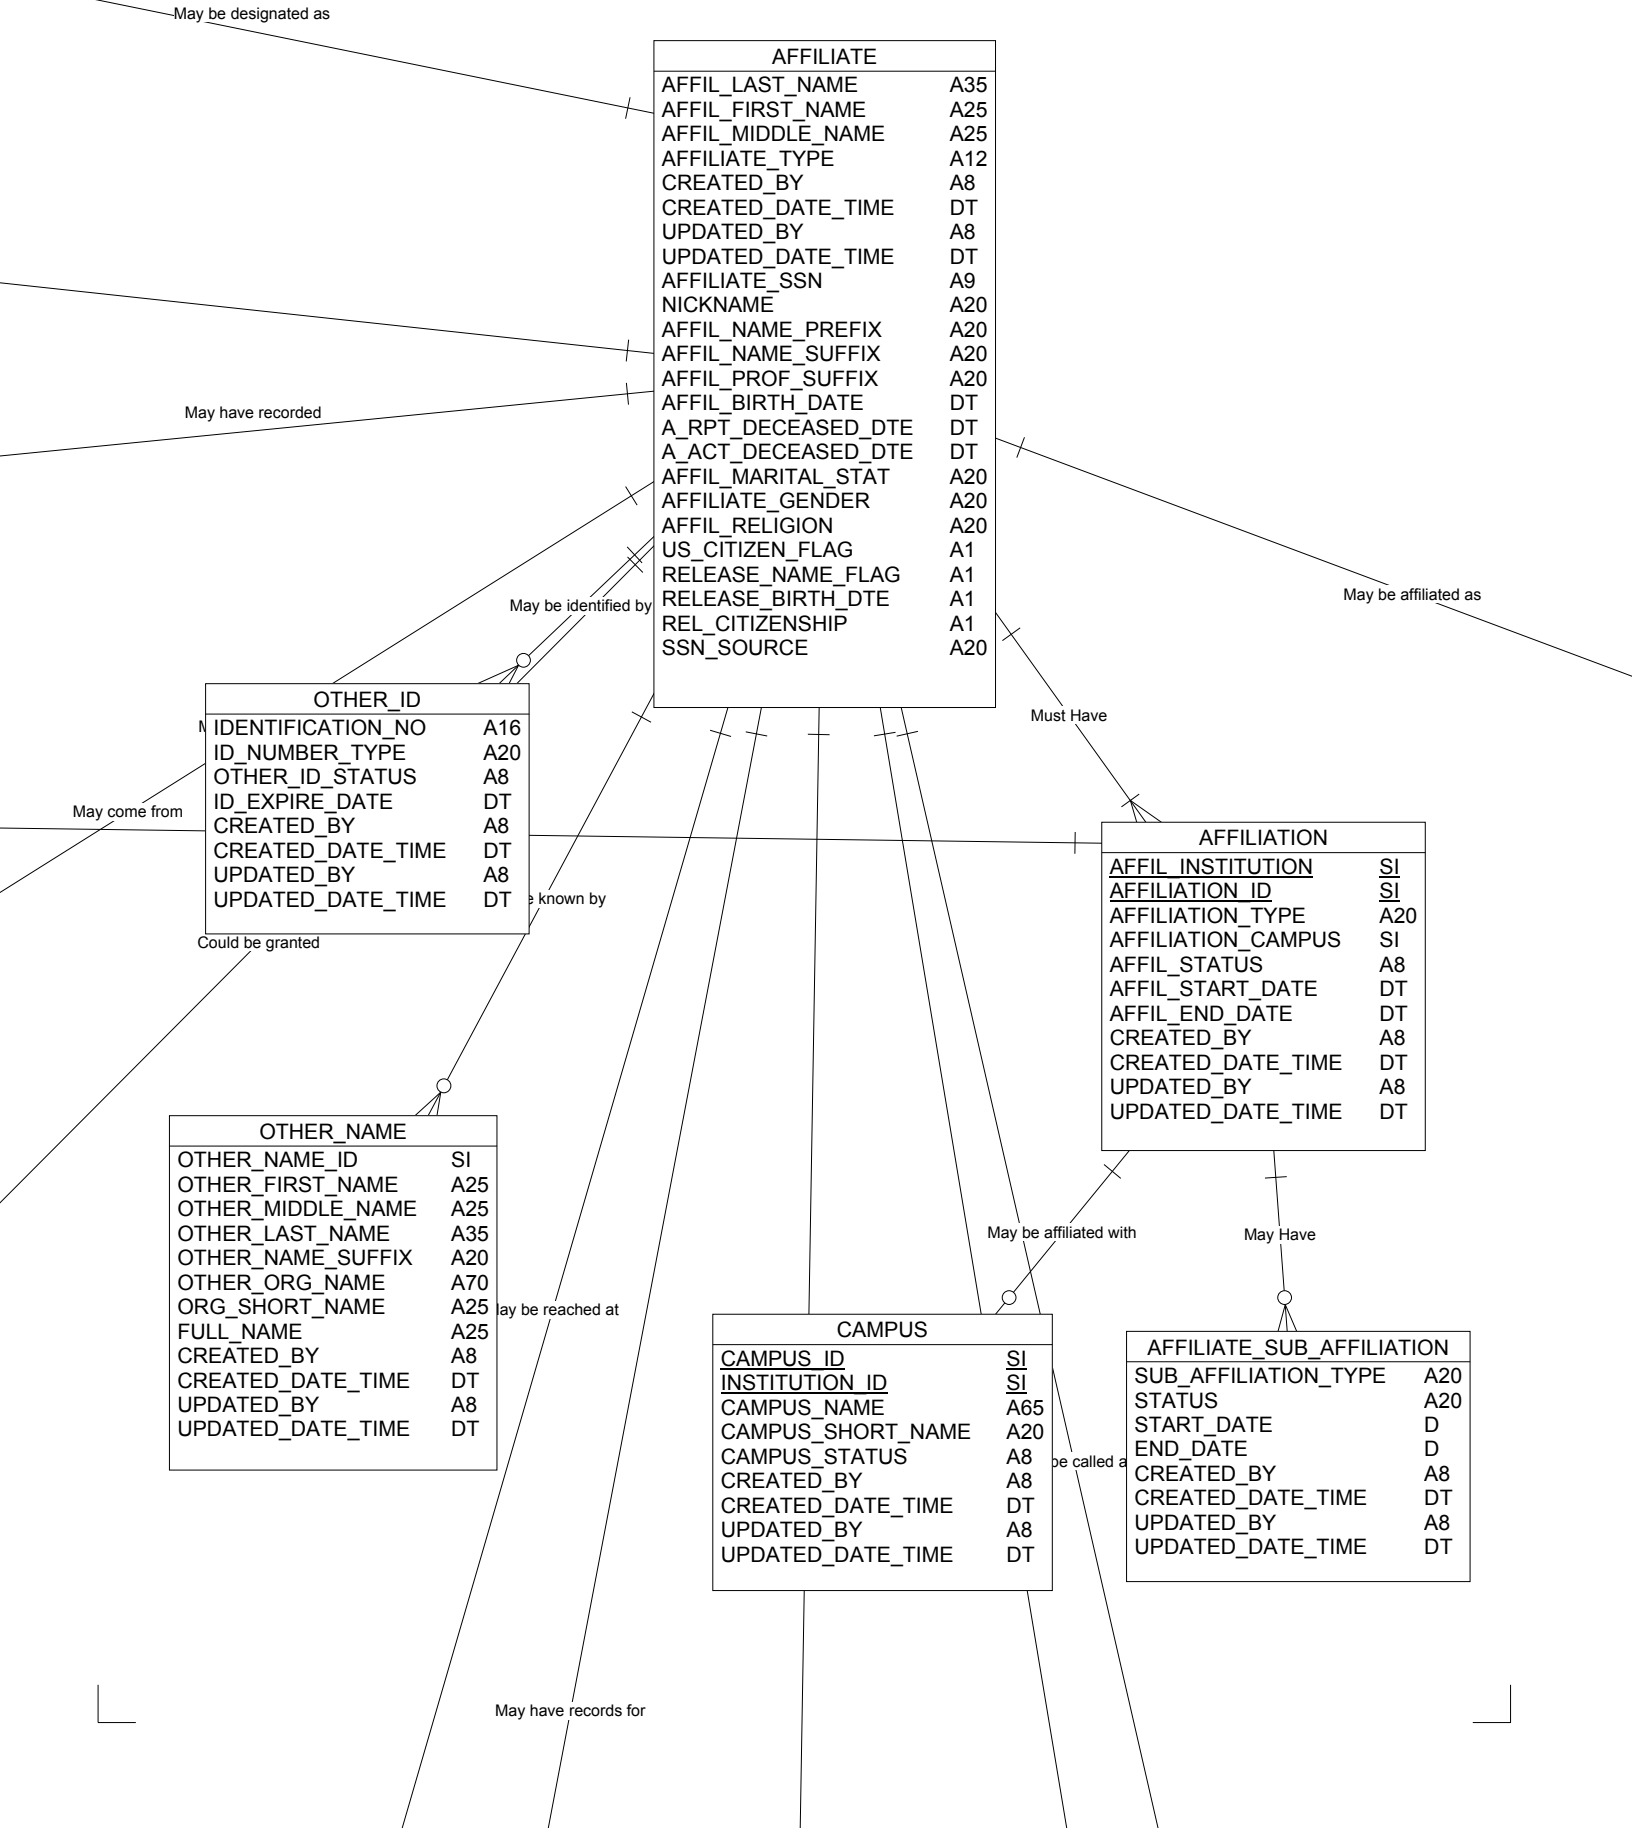 May be designated as
AFFILIATE
AFFIL_LAST_NAME A35
AFFIL_FIRST_NAME A25
AFFIL_MIDDLE_NAME A25
AFFILIATE_TYPE A12
CREATED_BY A8
CREATED_DATE_TIME DT
UPDATED_BY A8
UPDATED_DATE_TIME DT
AFFILIATE_SSN A9
NICKNAME A20
AFFIL_NAME_PREFIX A20
AFFIL_NAME_SUFFIX A20
AFFIL_PROF_SUFFIX A20
AFFIL_BIRTH_DATE DT
A_RPT_DECEASED_DTE DT
A_ACT_DECEASED_DTE DT
AFFIL_MARITAL_STAT A20
AFFILIATE_GENDER A20
AFFIL_RELIGION A20
US_CITIZEN_FLAG A1
RELEASE_NAME_FLAG A1
RELEASE_BIRTH_DTE A1
REL_CITIZENSHIP A1
SSN_SOURCE A20
May have recorded
May be identified by
May be affiliated as
Must Have
OTHER_ID
IDENTIFICATION_NO A16
ID_NUMBER_TYPE A20
OTHER_ID_STATUS A8
ID_EXPIRE_DATE DT
CREATED_BY A8
CREATED_DATE_TIME DT
UPDATED_BY A8
UPDATED_DATE_TIME DT
May come from
known by
Could be granted
AFFILIATION
AFFIL_INSTITUTION SI
AFFILIATION_ID SI
AFFILIATION_TYPE A20
AFFILIATION_CAMPUS SI
AFFIL_STATUS A8
AFFIL_START_DATE DT
AFFIL_END_DATE DT
CREATED_BY A8
CREATED_DATE_TIME DT
UPDATED_BY A8
UPDATED_DATE_TIME DT
OTHER_NAME
OTHER_NAME_ID SI
OTHER_FIRST_NAME A25
OTHER_MIDDLE_NAME A25
OTHER_LAST_NAME A35
OTHER_NAME_SUFFIX A20
OTHER_ORG_NAME A70
ORG_SHORT_NAME A25
FULL_NAME A25
CREATED_BY A8
CREATED_DATE_TIME DT
UPDATED_BY A8
UPDATED_DATE_TIME DT
be reached at
May be affiliated with
May Have
CAMPUS
CAMPUS_ID SI
INSTITUTION_ID SI
CAMPUS_NAME A65
CAMPUS_SHORT_NAME A20
CAMPUS_STATUS A8
CREATED_BY A8
CREATED_DATE_TIME DT
UPDATED_BY A8
UPDATED_DATE_TIME DT
be called
AFFILIATE_SUB_AFFILIATION
SUB_AFFILIATION_TYPE A20
STATUS A20
START_DATE D
END_DATE D
CREATED_BY A8
CREATED_DATE_TIME DT
UPDATED_BY A8
UPDATED_DATE_TIME DT
May have records for